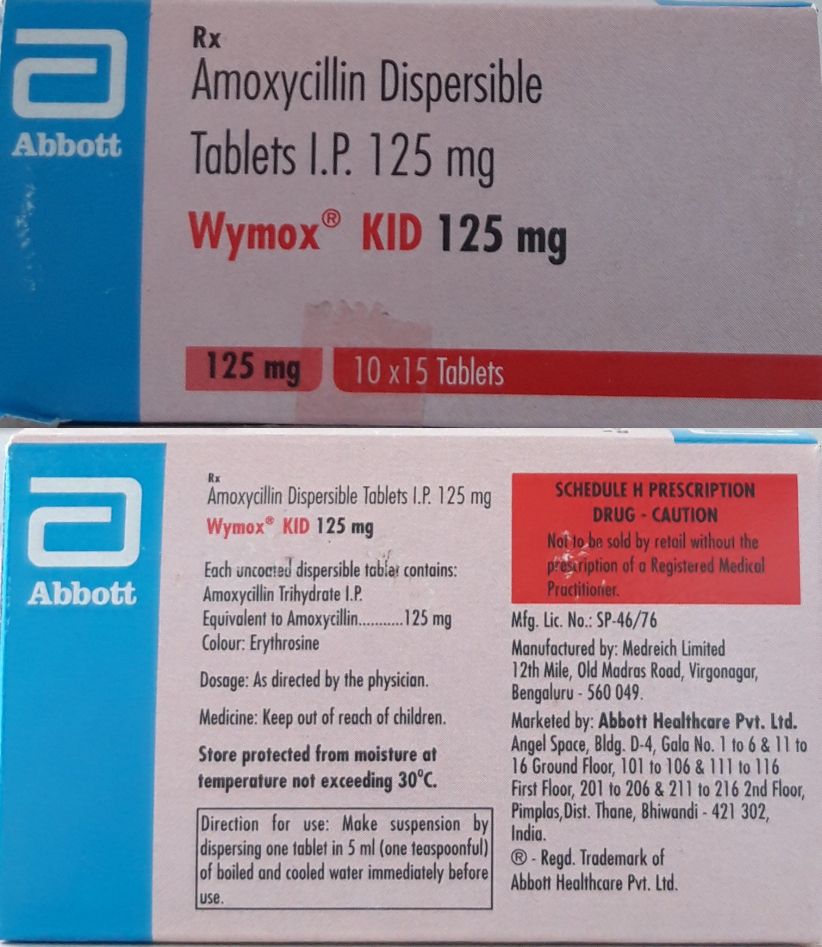 Abbott
Rx
Amoxycillin Dispersible
Tablets I.P. 125 mg
Wymox® KID 125 mg
125 mg
10 x15 Tablets
Abbott
Rx
Amoxycillin Dispersible Tablets I.P. 125 mg
Wymox® KID 125 mg
Each uncoated dispersible tablet contains:
Amoxycillin Trihydrate I.P.
Equivalent to Amoxycillin...........125 mg
Colour: Erythrosine
Dosage: As directed by the physician.
Medicine: Keep out of reach of children.
Store protected from moisture at
temperature not exceeding 30°C.
Direction for use: Make suspension by
dispersing one tablet in 5 ml (one teaspoonful)
of boiled and cooled water immediately before
use.
SCHEDULE H PRESCRIPTION
DRUG - CAUTION
Not to be sold by retail without the
prescription of a Registered Medical
Practitioner.
Mfg. Lic. No.: SP-46/76
Manufactured by: Medreich Limited
12th Mile, Old Madras Road, Virgonagar,
Bengaluru - 560 049.
Marketed by: Abbott Healthcare Pvt. Ltd.
Angel Space, Bldg. D-4, Gala No. 1 to 6 & 11 to
16 Ground Floor, 101 to 106 & 111 to 116
First Floor, 201 to 206 & 211 to 216 2nd Floor,
Pimplas,Dist. Thane, Bhiwandi - 421 302,
India.
® - Regd. Trademark of
Abbott Healthcare Pvt. Ltd.